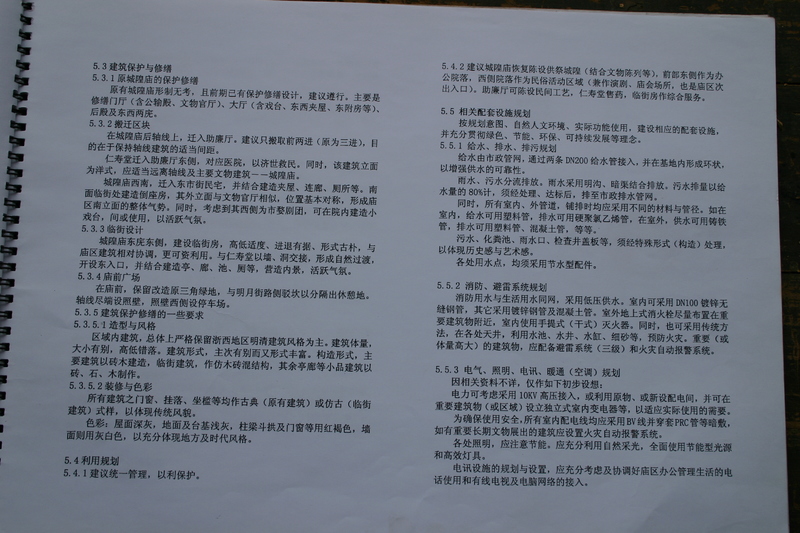 5.3 建筑保护与修缮
5.3.1 原城隍庙的保护修缮
原有城隍庙形制无考，且前期已有保护修缮设计，建议遵行。主要是
修缮门厅（含公输殿、文物官厅）、大厅（含戏台、东西夹屋、东附房等）、
后殿及东西两庑。
5.3.2 搬迁区块
在城隍庙后轴线上，迁入助廉厅。建议只搬取前两进（原为三进），目
的在于保持轴线建筑的适当间距。
仁寿堂迁入助廉厅东侧，对应医院，以济世救民。同时，该建筑立面
为洋式，应适当远离轴线及主要文物建筑－－城隍庙。
城隍庙西南，迁入东市街民宅，并结合建造夹屋、连廊、厕所等。南
面临街处建造倒座房，其外立面与文物官厅相似，位置基本对称，形成庙
区南立面的整体气势。同时，考虑到其西侧为市婺剧团，可在院内建造小
戏台，间或使用，以活跃气氛。
5.3.3 临街设计
城隍庙东庑东侧，建设临街房，高低适度、进退有据、形式古朴，与
庙区建筑相对协调，更可资利用。与仁寿堂以墙、洞交接，形成自然过渡，
开设东入口，并结合建造亭、廊、池、厕等，营造内景，活跃气氛。
5.3.4 庙前广场
在庙前，保留改造原三角绿地，与明月街路侧驳坎以分隔出休憩地。
轴线尽端设照壁，照壁西侧设停车场。
5.3.5 建筑保护修缮的一些要求
5.3.5.1 造型与风格
区域内建筑，总体上严格保留浙西地区明清建筑风格为主。建筑体量，
大小有别，高低错落。建筑形式，主次有别而又形式丰富。构造形式，主
要建筑以砖木建造，临街建筑，作仿木砖混结构，其余亭廊等小品建筑以
砖、石、木制作。
5.3.5.2 装修与色彩
所有建筑之门窗、挂落、坐槛等均作古典（原有建筑）或仿古（临街
建筑）式样，以体现传统风貌。
色彩：屋面深灰，地面及台基浅灰，柱梁斗拱及门窗等用红褐色，墙
面则用灰白色，以充分体现地方及时代风格。
5.4 利用规划
5.4.1 建议统一管理，以利保护。
5.4.2 建议城隍庙恢复陈设供祭城隍（结合文物陈列等），前部东侧作为办
公院落，西侧院落作为民俗活动区域（兼作演剧、庙会场所，也是庙区次
出入口）。助廉厅可陈设民间工艺，仁寿堂售药，临街房作综合服务。
5.5 相关配套设施规划
按规划意图、自然人文环境、实际功能使用，建设相应的配套设施，
并充分贯彻绿色、节能、环保、可持续发展等理念。
5.5.1 给水、排水、排污规划
给水由市政管网，通过两条 DN200 给水管接入，并在基地内形成环状，
以增强供水的可靠性。
雨水、污水分流排放。雨水采用明沟、暗渠结合排放。污水排量以给
水量的 80%计，须经处理、达标后，排至市政排水管网。
同时，所有室内、外管道，铺排时均应采用不同的材料与管径，如在
室内，给水可用塑料管，排水可用硬聚氯乙烯管，在室外，供水可用铸铁
管，排水可用塑料管、混凝土管，等等。
污水、化粪池、雨水口、检查井盖板等，须经特殊形式（构造）处理，
以体现历史感与艺术感。
各处用水点，均须采用节水型配件。
5.5.2 消防、避雷系统规划
消防用水与生活用水同网，采用低压供水。室内可采用 DN100 镀锌无
缝钢管，其它采用镀锌钢管及混凝土管。室外地上式消火栓尽量布置在重
要建筑物附近，室内使用手提式（干式）灭火器。同时，也可采用传统方
法，在各处天井，利用水池、水井、水缸、细砂等，预防火灾。重要（或
体量高大）的建筑物，应配备避雷系统（三级）和火灾自动报警系统。
5.5.3 电气、照明、电讯、暖通（空调）规划
因相关资料不详，仅作如下初步设想：
电力可考虑采用 10KV 高压接入，或利用原物、或新设配电间，并可在
重要建筑物（或区域）设立独立式室内变电器等，以适应实际使用的需要。
为确保使用安全，所有室内配电线均应采用 BV 线并穿套 PRC 管等暗敷，
如有重要长期文物展出的建筑应设置火灾自动报警系统。
各处照明，应注意节能。应充分利用自然采光，全面使用节能型光源
和高效灯具。
电讯设施的规划与设置，应充分考虑及协调好庙区办公管理生活的电
话使用和有线电视及电脑网络的接入。